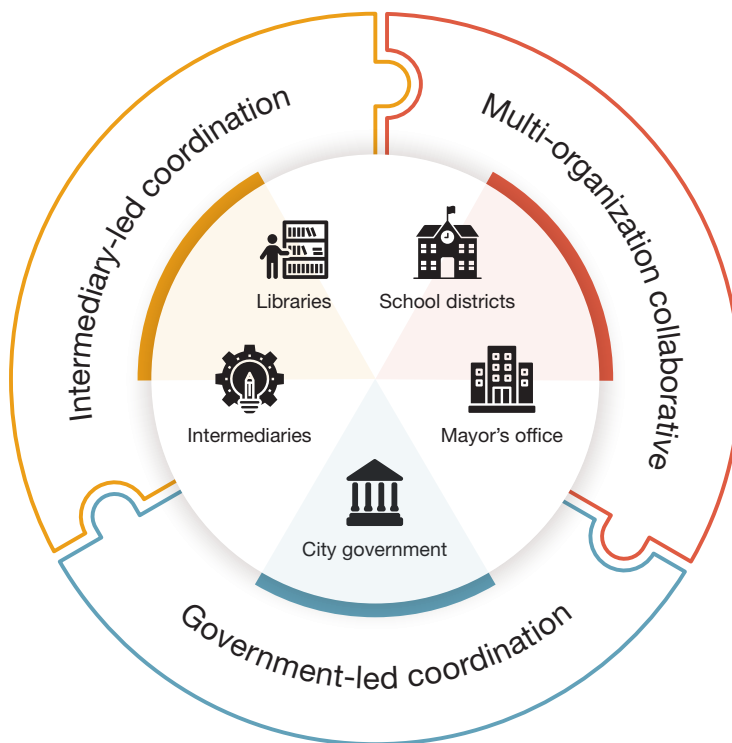 Intermediary-led coordination
Multi-organization collaborative
Libraries
School districts
Intermediaries
Mayor’s office
City government
Government-led coordination